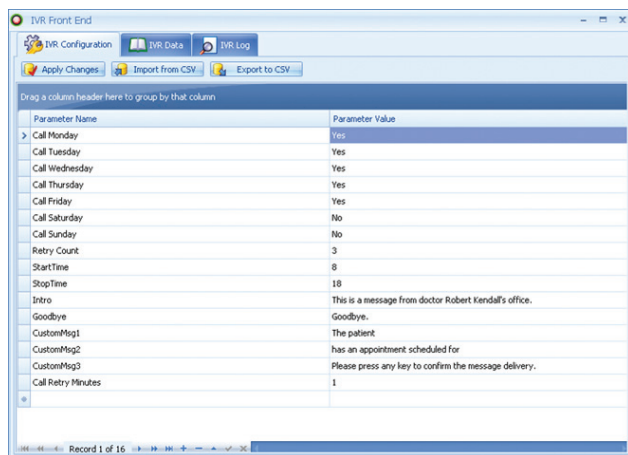 IVR Front End
IVR Configuration IVR Data IVR Log
Apply Changes Import from CSV Export to CSV
Drag a column header here to group by that column
Parameter Name Parameter Value
Call Monday Yes
Call Tuesday Yes
Call Wednesday Yes
Call Thursday Yes
Call Friday Yes
Call Saturday No
Call Sunday No
Retry Count 3
StartTime 8
StopTime 18
Intro This is a message from doctor Robert Kendall's office.
Goodbye Goodbye.
CustomMsg1 The patient
CustomMsg2 has an appointment scheduled for
CustomMsg3 Please press any key to confirm the message delivery.
Call Retry Minutes 1
Record 1 of 16